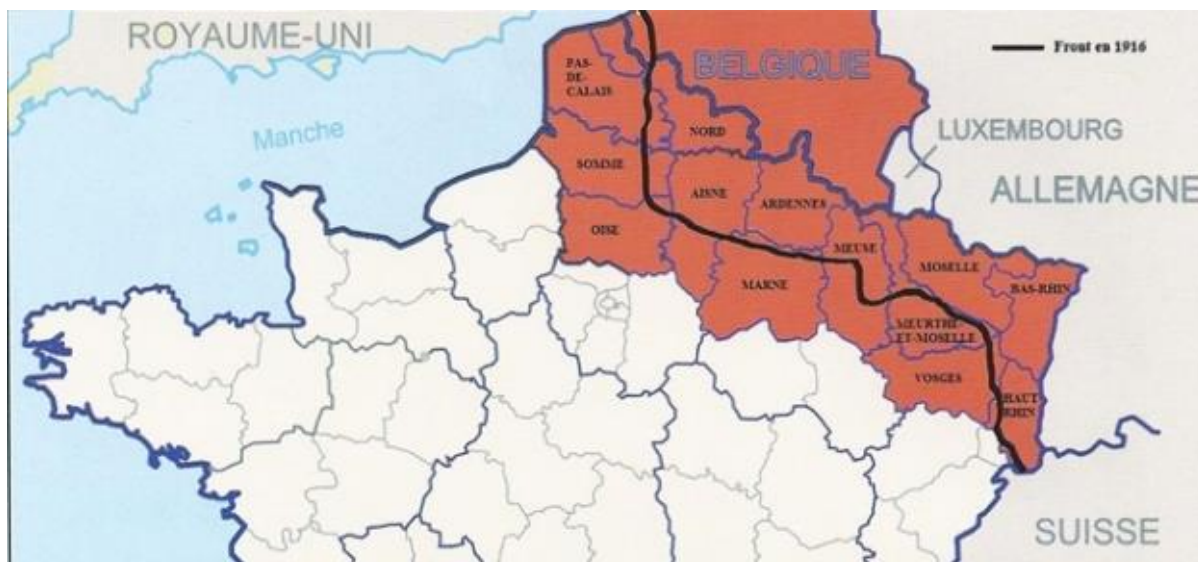 ROYAUME-UNI
Front en 1916
PAS-
DE-
CALAIS
BELGIQUE
Manche
NORD
LUXEMBOURG
SOMME
ALLEMAGNE
AISNE
ARDENNES
OISE
MEUSE
MOSELLE
MARNE
BAS-RHIN
MEURTHE-
ET-MOSELLE
VOSGES
HAUT
RHIN
SUISSE